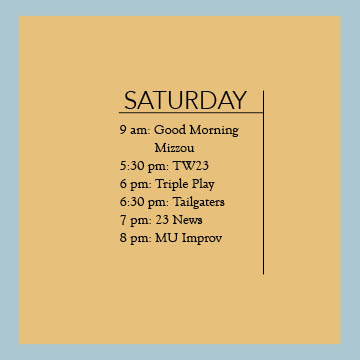 SATURDAY
9 am: Good Morning
Mizzou
5:30 pm: TW23
6 pm: Triple Play
6:30 pm: Tailgaters
7 pm: 23 News
8 pm: MU Improv